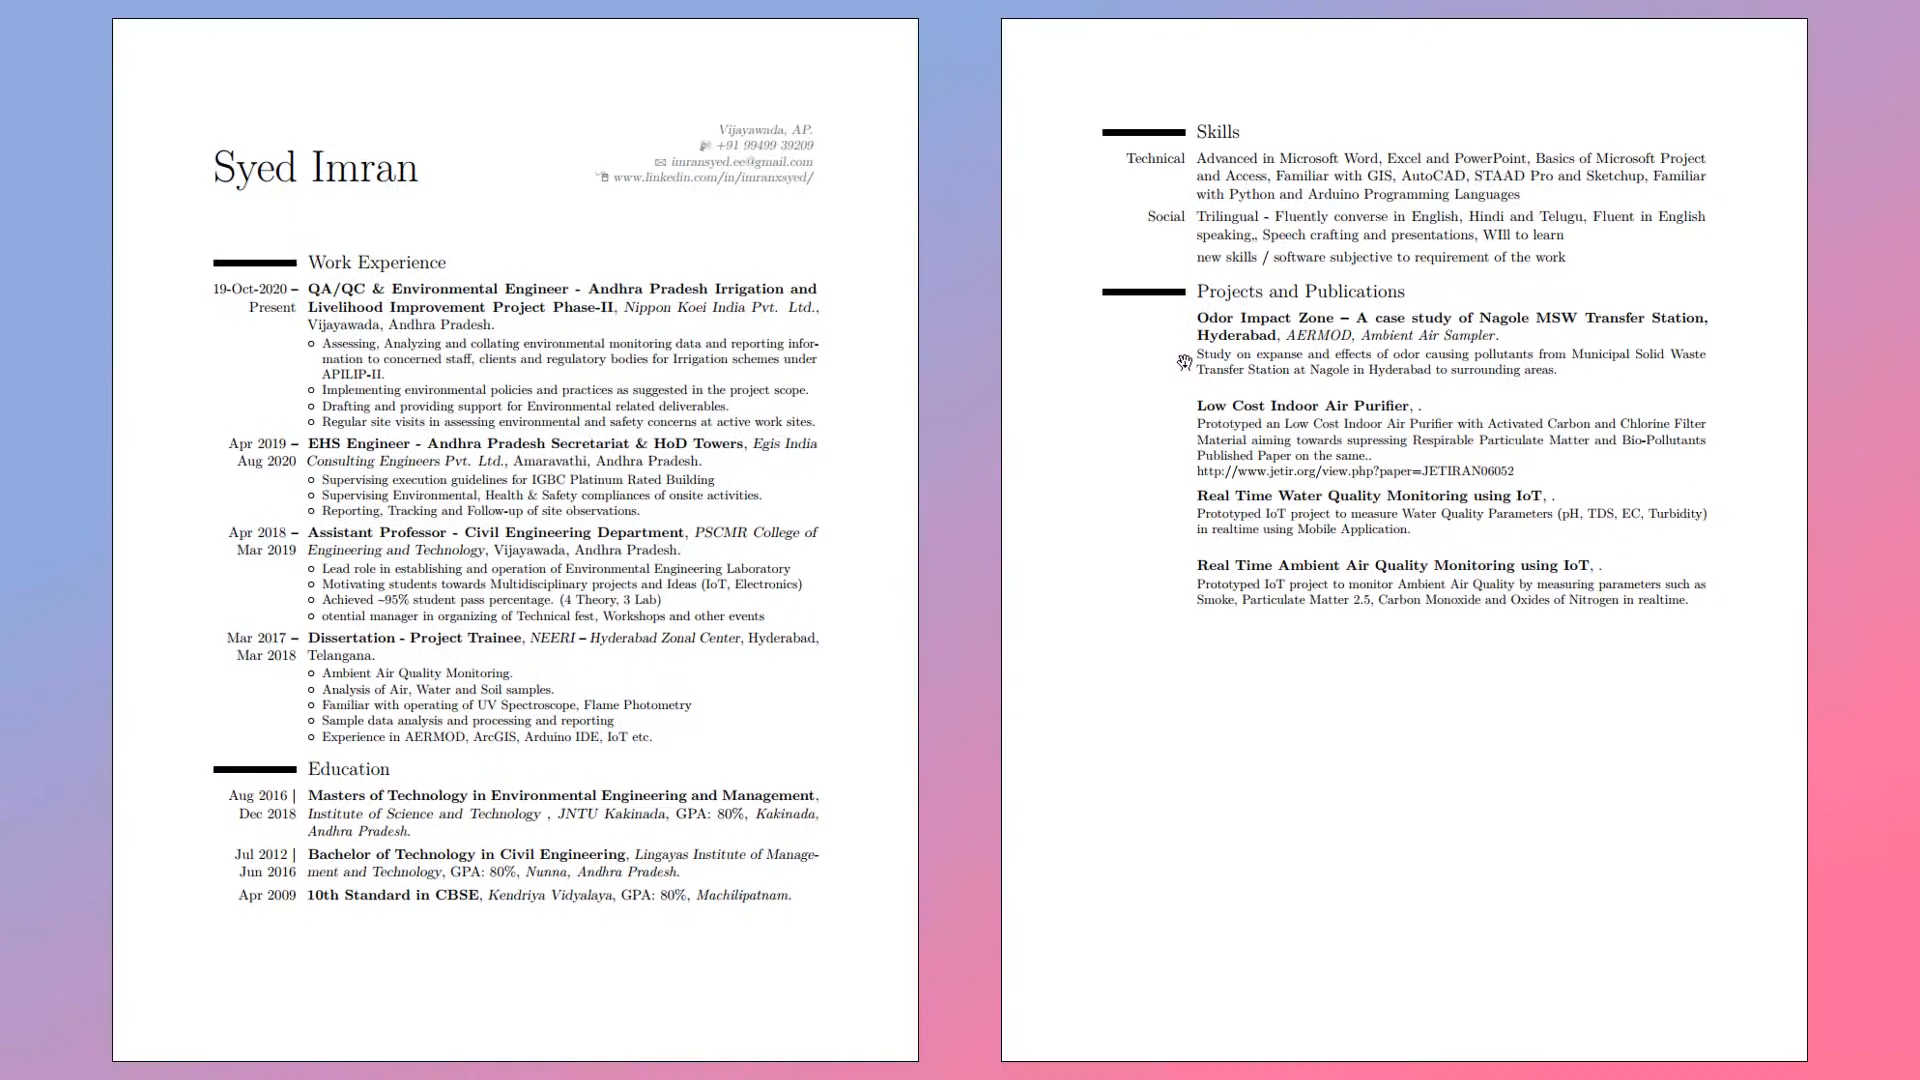 Syed Imran
Vijayawada, AP.
+91 99499 39209
imransyed.ee@gmail.com
www.linkedin.com/in/imranxsyed/
Work Experience
19-Oct-2020 – QA/QC & Environmental Engineer - Andhra Pradesh Irrigation and
Present Livelihood Improvement Project Phase-II, Nippon Koei India Pvt. Ltd.,
Vijayawada, Andhra Pradesh.
Assessing, Analyzing and collating environmental monitoring data and reporting infor-
mation to concerned staff, clients and regulatory bodies for Irrigation schemes under
APILIP-II.
Implementing environmental policies and practices as suggested in the project scope.
Drafting and providing support for Environmental related deliverables.
Regular site visits in assessing environmental and safety concerns at active work sites.
Apr 2019 – EHS Engineer - Andhra Pradesh Secretariat & HoD Towers, Egis India
Aug 2020 Consulting Engineers Pvt. Ltd., Amaravathi, Andhra Pradesh.
Supervising execution guidelines for IGBC Platinum Rated Building
Supervising Environmental, Health & Safety compliances of onsite activities.
Reporting, Tracking and Follow-up of site observations.
Apr 2018 – Assistant Professor - Civil Engineering Department, PSCMR College of
Mar 2019 Engineering and Technology, Vijayawada, Andhra Pradesh.
Lead role in establishing and operation of Environmental Engineering Laboratory
Motivating students towards Multidisciplinary projects and Ideas (IoT, Electronics)
Achieved ~95% student pass percentage. (4 Theory, 3 Lab)
otential manager in organizing of Technical fest, Workshops and other events
Mar 2017 – Dissertation - Project Trainee, NEERI – Hyderabad Zonal Center, Hyderabad,
Mar 2018 Telangana.
Ambient Air Quality Monitoring.
Analysis of Air, Water and Soil samples.
Familiar with operating of UV Spectroscope, Flame Photometry
Sample data analysis and processing and reporting
Experience in AERMOD, ArcGIS, Arduino IDE, IoT etc.
Education
Aug 2016 | Masters of Technology in Environmental Engineering and Management,
Dec 2018 Institute of Science and Technology , JNTU Kakinada, GPA: 80%, Kakinada,
Andhra Pradesh.
Jul 2012 | Bachelor of Technology in Civil Engineering, Lingayas Institute of Manage-
Jun 2016 ment and Technology, GPA: 80%, Nunna, Andhra Pradesh.
Apr 2009 10th Standard in CBSE, Kendriya Vidyalaya, GPA: 80%, Machilipatnam.
Skills
Technical Advanced in Microsoft Word, Excel and PowerPoint, Basics of Microsoft Project
and Access, Familiar with GIS, AutoCAD, STAAD Pro and Sketchup, Familiar
with Python and Arduino Programming Languages
Social Trilingual - Fluently converse in English, Hindi and Telugu, Fluent in English
speaking,, Speech crafting and presentations, WIll to learn
new skills / software subjective to requirement of the work
Projects and Publications
Odor Impact Zone – A case study of Nagole MSW Transfer Station,
Hyderabad, AERMOD, Ambient Air Sampler.
Study on expanse and effects of odor causing pollutants from Municipal Solid Waste
Transfer Station at Nagole in Hyderabad to surrounding areas.
Low Cost Indoor Air Purifier, .
Prototyped an Low Cost Indoor Air Purifier with Activated Carbon and Chlorine Filter
Material aiming towards supressing Respirable Particulate Matter and Bio-Pollutants
Published Paper on the same..
http://www.jetir.org/view.php?paper=JETIRAN06052
Real Time Water Quality Monitoring using IoT, .
Prototyped IoT project to measure Water Quality Parameters (pH, TDS, EC, Turbidity)
in realtime using Mobile Application.
Real Time Ambient Air Quality Monitoring using IoT, .
Prototyped IoT project to monitor Ambient Air Quality by measuring parameters such as
Smoke, Particulate Matter 2.5, Carbon Monoxide and Oxides of Nitrogen in realtime.